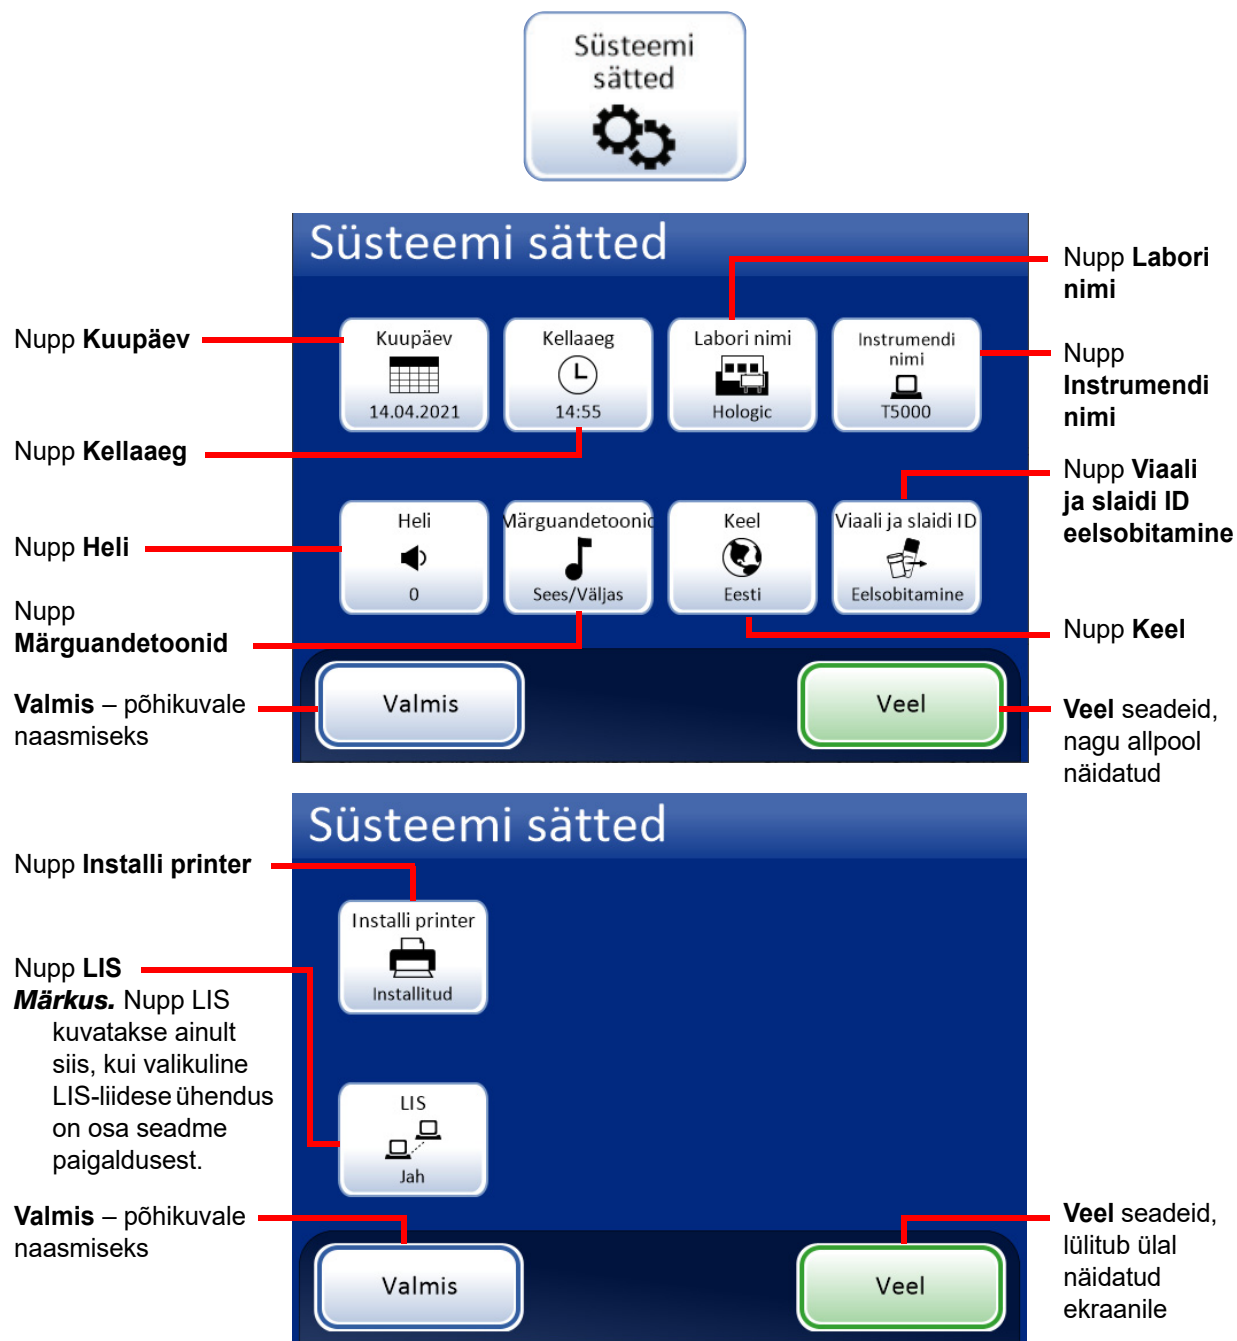 Süsteemi
sätted
Süsteemi sätted
Nupp Labori
nimi
Nupp Kuupäev
Kuupäev
14.04.2021
Kellaaeg
14:55
Labori nimi
Hologic
Instrumendi
nimi
T5000
Nupp
Instrumendi
nimi
Nupp Kellaaeg
Nupp Viaali
ja slaidi ID
eelsobitamine
Nupp Heli
Heli
0
Märguandetoonid
Sees/Väljas
Keel
Eesti
Viaali ja slaidi ID
Eelsobitamine
Nupp
Märguandetoonid
Nupp Keel
Valmis – põhikuvale
naasmiseks
Valmis
Veel
Veel seadeid,
nagu allpool
näidatud
Süsteemi sätted
Nupp Installi printer
Installi printer
Installitud
Nupp LIS
Märkus. Nupp LIS
kuvatakse ainult
siis, kui valikuline
LIS-liidese ühendus
on osa seadme
paigaldusest.
LIS
Jah
Valmis – põhikuvale
naasmiseks
Valmis
Veel
Veel seadeid,
lülitub ülal
näidatud
ekraanile